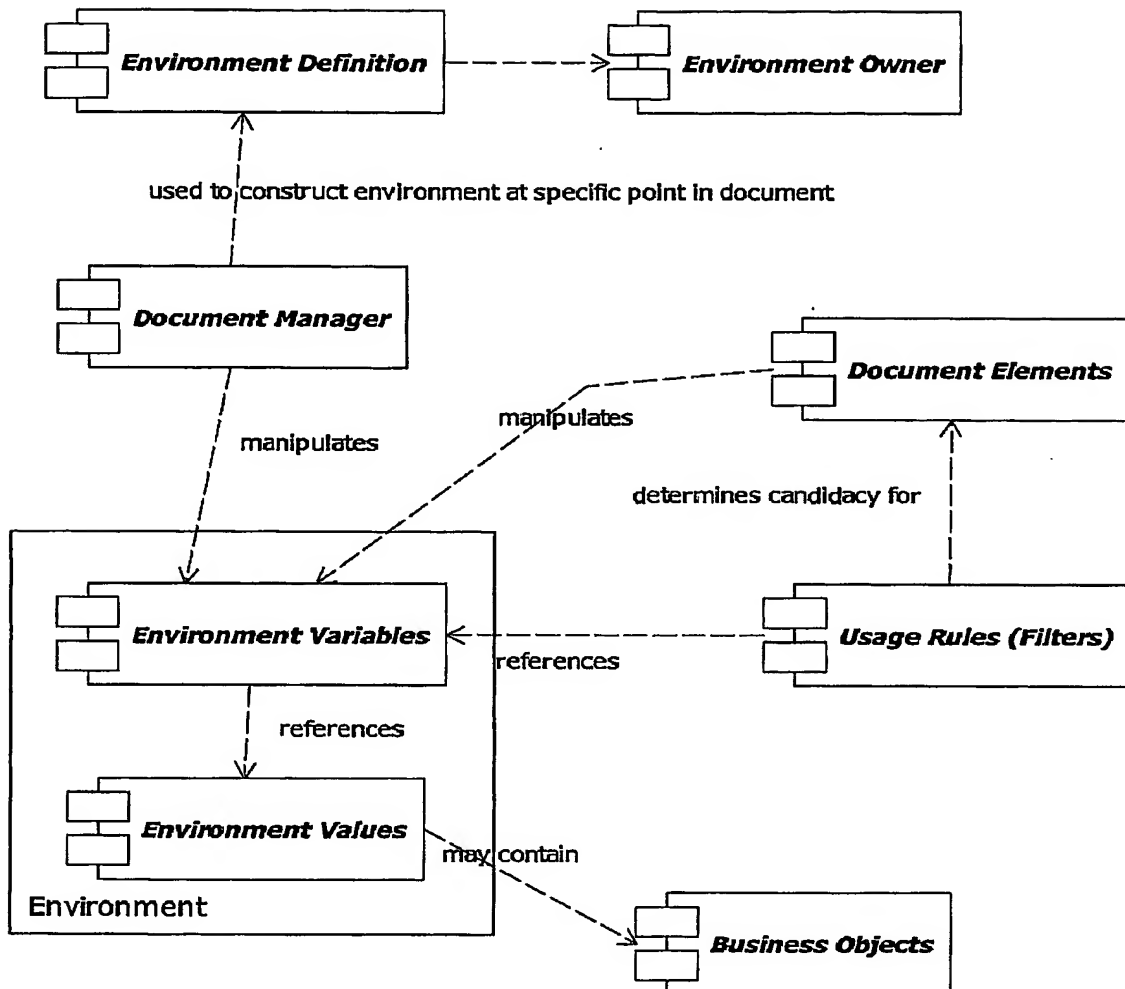 Environment Definition
Environment Owner
used to construct environment at specific point in document
Document Manager
Document Elements
manipulates
manipulates
determines candidacy for
Environment Variables
Usage Rules (Filters)
references
references
Environment Values
may contain
Environment
Business Objects